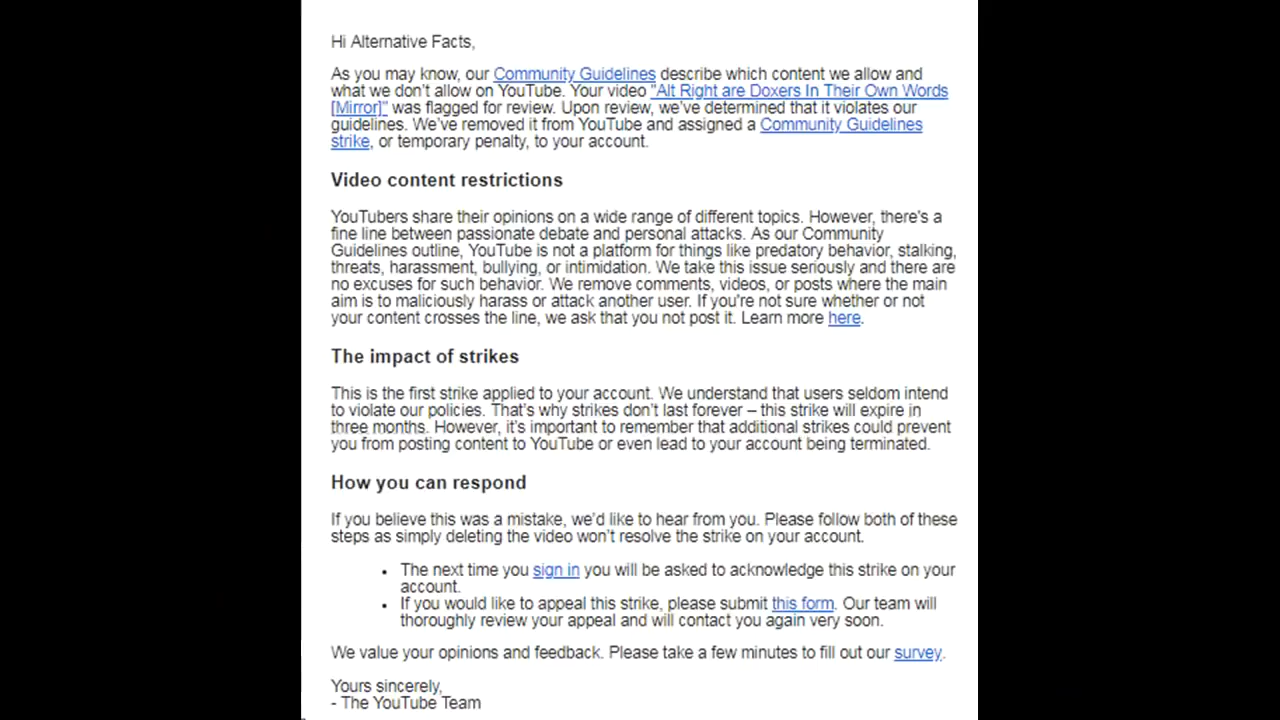 Hi Alternative Facts,
As you may know, our Community Guidelines describe which content we allow and
what we don't allow on YouTube. Your video "Alt Right are Doxers In Their Own Words
[Mirror]" was flagged for review. Upon review, we've determined that it violates our
guidelines. We've removed it from YouTube and assigned a Community Guidelines
strike, or temporary penalty, to your account.
Video content restrictions
YouTubers share their opinions on a wide range of different topics. However, there's a
fine line between passionate debate and personal attacks. As our Community
Guidelines outline, YouTube is not a platform for things like predatory behavior, stalking,
threats, harassment, bullying, or intimidation. We take this issue seriously and there are
no excuses for such behavior. We remove comments, videos, or posts where the main
aim is to maliciously harass or attack another user. If you're not sure whether or not
your content crosses the line, we ask that you not post it. Learn more here.
The impact of strikes
This is the first strike applied to your account. We understand that users seldom intend
to violate our policies. That's why strikes don't last forever – this strike will expire in
three months. However, it's important to remember that additional strikes could prevent
you from posting content to YouTube or even lead to your account being terminated.
How you can respond
If you believe this was a mistake, we'd like to hear from you. Please follow both of these
steps as simply deleting the video won't resolve the strike on your account.
• The next time you sign in you will be asked to acknowledge this strike on your
account.
• If you would like to appeal this strike, please submit this form. Our team will
thoroughly review your appeal and will contact you again very soon.
We value your opinions and feedback. Please take a few minutes to fill out our survey.
Yours sincerely,
- The YouTube Team